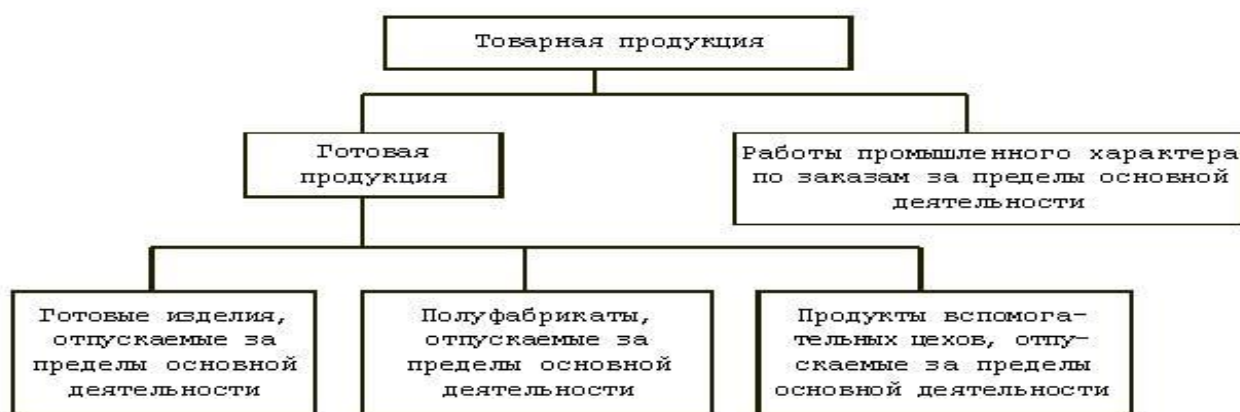 Товарная продукция
Готовая
продукция
Работы промышленного характера
по заказам за пределы основной
деятельности
Готовые изделия,
отпускаемые за
пределы основной
деятельности
Полуфабрикаты,
отпускаемые за
пределы основной
деятельности
Продукты вспомога-
тельных цехов, отпу-
скаемые за пределы
основной деятельности